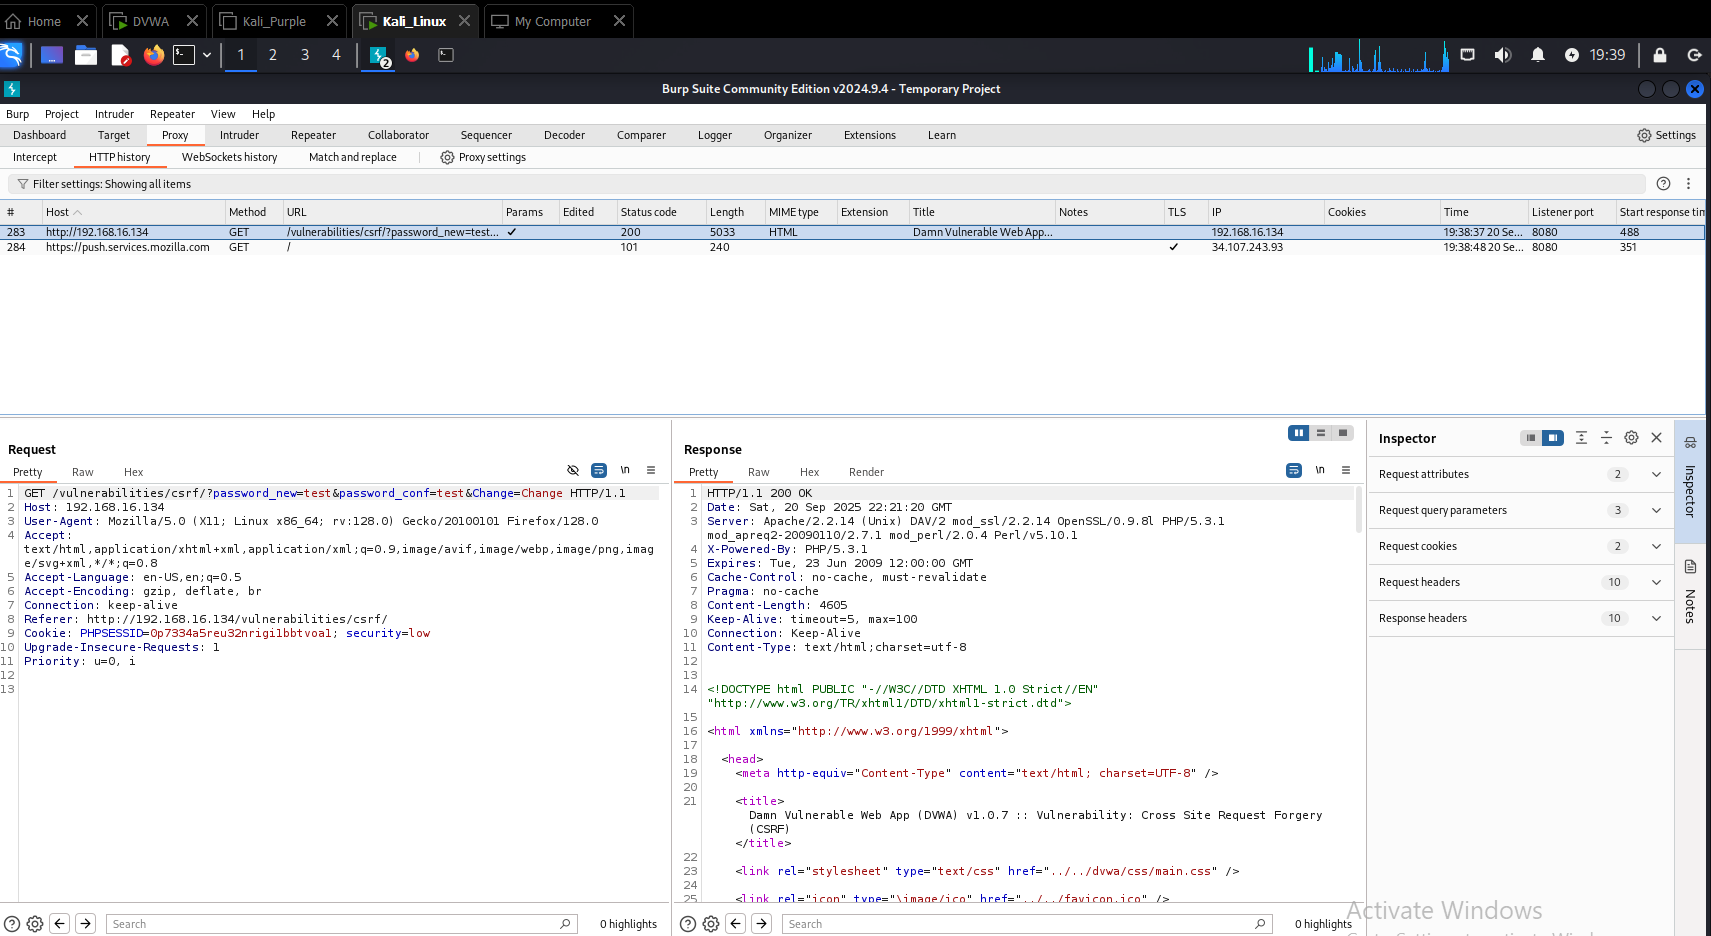 Home DVWA Kali_Purple Kali_Linux My Computer
1 2 3 4 2 19:39
Burp Suite Community Edition v2024.9.4 - Temporary Project
Burp Project Intruder Repeater View Help
Dashboard Target Proxy Intruder Repeater Collaborator Sequencer Decoder Comparer Logger Organizer Extensions Learn Settings
Intercept HTTP history WebSockets history Match and replace Proxy settings
Filter settings: Showing all items
# Host Method URL Params Edited Status code Length MIME type Extension Title Notes TLS IP Cookies Time Listener port Start response tim
283 http://192.168.16.134 GET /vulnerabilities/csrf/?password_new=test... ✓ 200 5033 HTML Damn Vulnerable Web App... 192.168.16.134 19:38:37 20 Se... 8080 488
284 https://push.services.mozilla.com GET / 101 240 ✓ 34.107.243.93 19:38:48 20 Se... 8080 351
Request
Pretty Raw Hex \n
1 GET /vulnerabilities/csrf/?password_new=test&password_conf=test&Change=Change HTTP/1.1
2 Host: 192.168.16.134
3 User-Agent: Mozilla/5.0 (X11; Linux x86_64; rv:128.0) Gecko/20100101 Firefox/128.0
4 Accept:
text/html,application/xhtml+xml,application/xml;q=0.9,image/avif,image/webp,image/png,imag
e/svg+xml,*/*;q=0.8
5 Accept-Language: en-US,en;q=0.5
6 Accept-Encoding: gzip, deflate, br
7 Connection: keep-alive
8 Referer: http://192.168.16.134/vulnerabilities/csrf/
9 Cookie: PHPSESSID=0p7334a5reu32nrigi1bbtvoa1; security=low
10 Upgrade-Insecure-Requests: 1
11 Priority: u=0, i
12
13
Search 0 highlights
Response
Pretty Raw Hex Render \n
1 HTTP/1.1 200 OK
2 Date: Sat, 20 Sep 2025 22:21:20 GMT
3 Server: Apache/2.2.14 (Unix) DAV/2 mod_ssl/2.2.14 OpenSSL/0.9.8l PHP/5.3.1
mod_apreq2-20090110/2.7.1 mod_perl/2.0.4 Perl/v5.10.1
4 X-Powered-By: PHP/5.3.1
5 Expires: Tue, 23 Jun 2009 12:00:00 GMT
6 Cache-Control: no-cache, must-revalidate
7 Pragma: no-cache
8 Content-Length: 4605
9 Keep-Alive: timeout=5, max=100
10 Connection: Keep-Alive
11 Content-Type: text/html;charset=utf-8
12
13
14 <!DOCTYPE html PUBLIC "-//W3C//DTD XHTML 1.0 Strict//EN"
"http://www.w3.org/TR/xhtml1/DTD/xhtml1-strict.dtd">
15
16 <html xmlns="http://www.w3.org/1999/xhtml">
17
18 <head>
19 <meta http-equiv="Content-Type" content="text/html; charset=UTF-8" />
20
21 <title>
Damn Vulnerable Web App (DVWA) v1.0.7 :: Vulnerability: Cross Site Request Forgery
(CSRF)
</title>
22
23 <link rel="stylesheet" type="text/css" href="../../dvwa/css/main.css" />
24
25 <link rel="icon" type="\image/ico" href="../../favicon.ico" />
Search 0 highlights
Inspector
Request attributes 2
Request query parameters 3
Request cookies 2
Request headers 10
Response headers 10
Inspector
Notes
Activate Windows